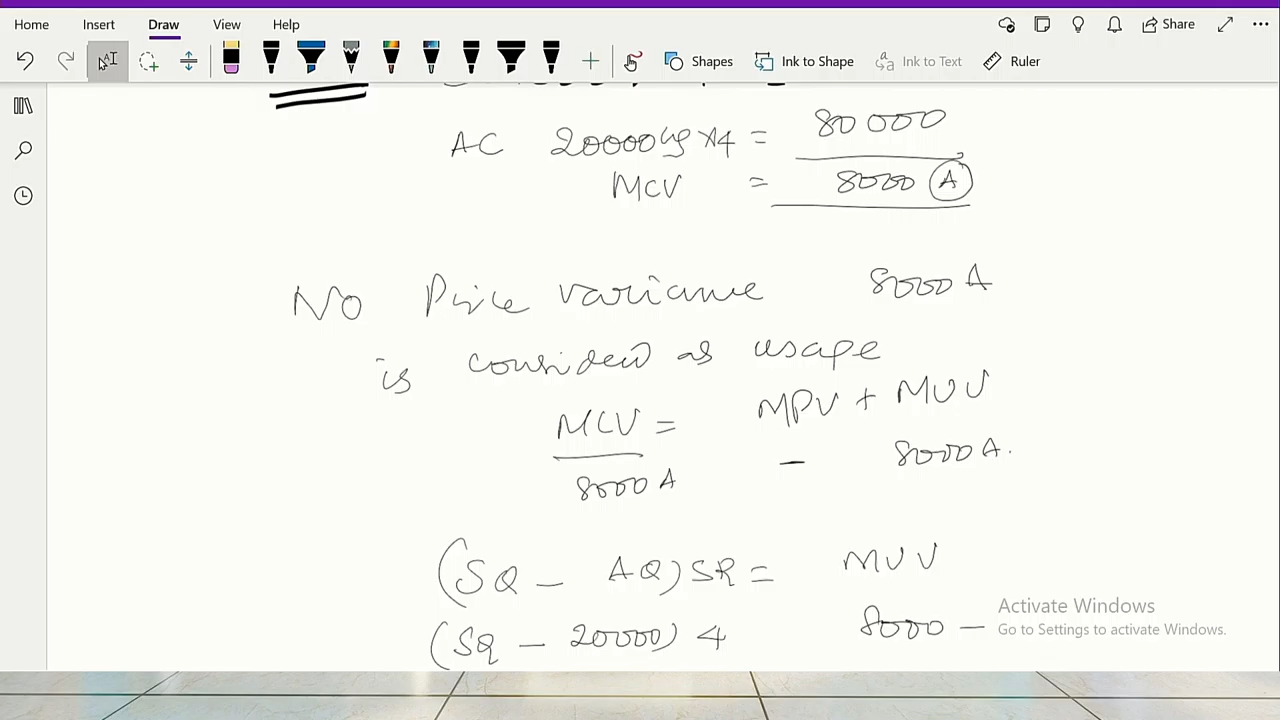 Home Insert Draw View Help Share
Shapes Ink to Shape Ink to Text Ruler
AC 20000 kg x 4 = 80000
MCV = 8000 A
No Price variance 8000 A
is considered as usage
MCV = MPV + MUV
8000 A – 8000 A.
(SQ – AQ) SR = MUV
(SQ – 20000) 4 8000 –
Activate Windows
Go to Settings to activate Windows.